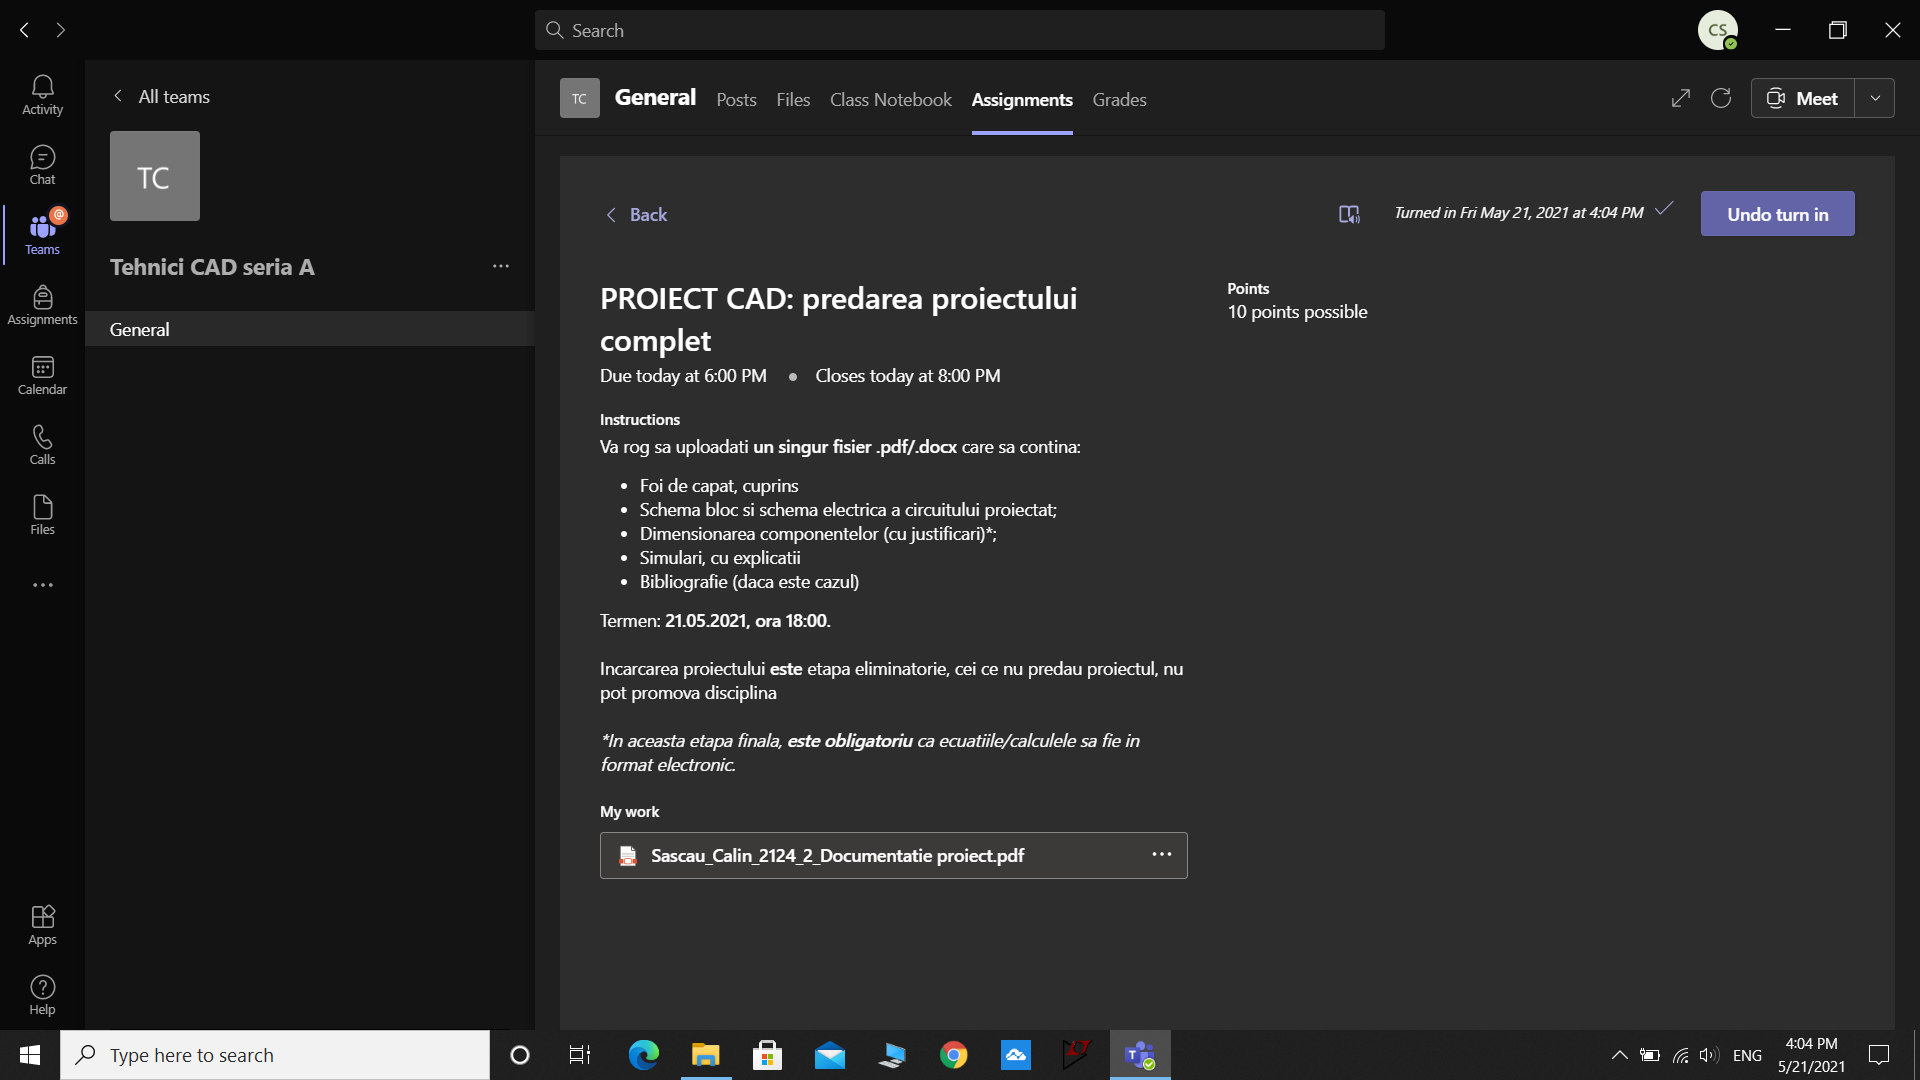 Search
CS
Activity
Chat
@
Teams
Assignments
Calendar
Calls
Files
Apps
Help
All teams
TC
Tehnici CAD seria A
General
TC
General
Posts
Files
Class Notebook
Assignments
Grades
Meet
Back
Turned in Fri May 21, 2021 at 4:04 PM
Undo turn in
PROIECT CAD: predarea proiectului
complet
Due today at 6:00 PM • Closes today at 8:00 PM
Points
10 points possible
Instructions
Va rog sa uploadati un singur fisier .pdf/.docx care sa contina:
• Foi de capat, cuprins
• Schema bloc si schema electrica a circuitului proiectat;
• Dimensionarea componentelor (cu justificari)*;
• Simulari, cu explicatii
• Bibliografie (daca este cazul)
Termen: 21.05.2021, ora 18:00.
Incarcarea proiectului este etapa eliminatorie, cei ce nu predau proiectul, nu
pot promova disciplina
*In aceasta etapa finala, este obligatoriu ca ecuatiile/calculele sa fie in
format electronic.
My work
Sascau_Calin_2124_2_Documentatie proiect.pdf
Type here to search
ENG
4:04 PM
5/21/2021